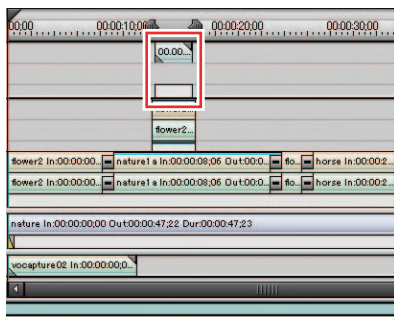 00:00 00:00:10;00 00:00:20;00 00:00:30;00
00.00...
flower2...
flower2 In:00:00:00... nature1 a In:00:00:08;06 Out:00:0... flo... horse In:00:00:2...
flower2 In:00:00:00... nature1 a In:00:00:08;06 Out:00:0... flo... horse In:00:00:2...
nature In:00:00:00;00 Out:00:00:47;22 Dur:00:00:47;23
vocapture02 In:00:00:00;0...